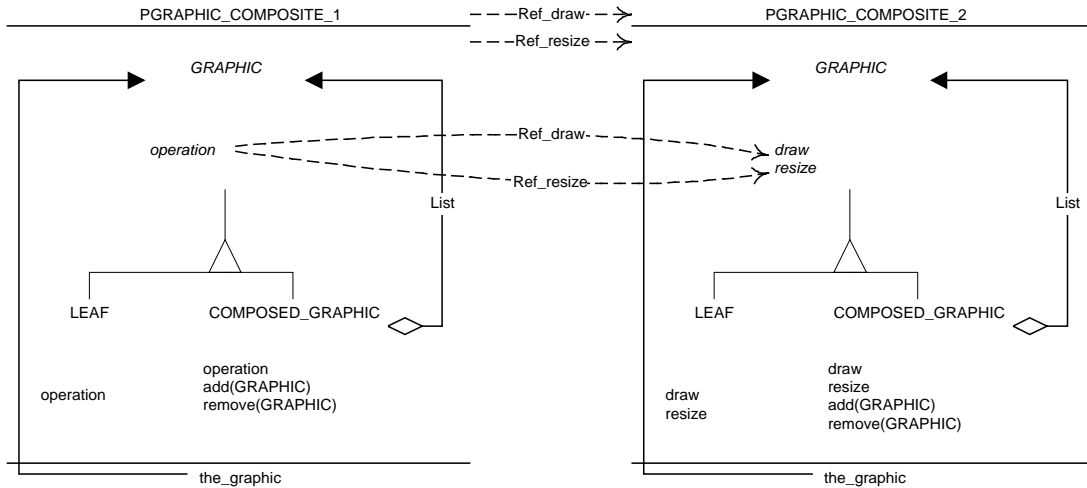 PGRAPHIC_COMPOSITE_1
Ref_draw
PGRAPHIC_COMPOSITE_2
Ref_resize
GRAPHIC
GRAPHIC
Ref_draw
operation
draw
resize
Ref_resize
List
List
LEAF
COMPOSED_GRAPHIC
LEAF
COMPOSED_GRAPHIC
operation
operation
add(GRAPHIC)
remove(GRAPHIC)
draw
resize
draw
resize
add(GRAPHIC)
remove(GRAPHIC)
the_graphic
the_graphic